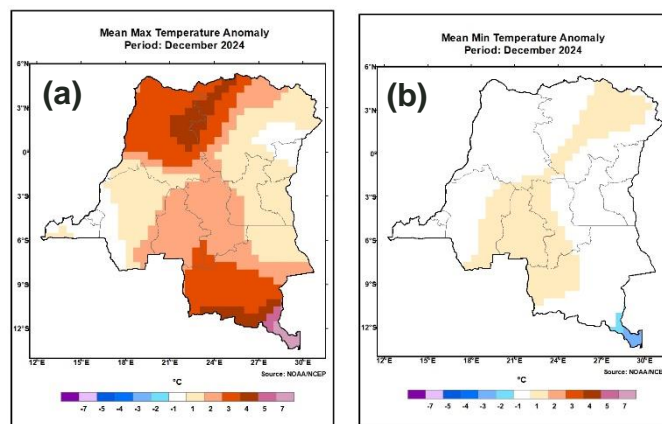 Mean Max Temperature Anomaly
Period: December 2024
(a)
6°N
3°N
0°
3°S
6°S
9°S
12°S
12°E
15°E
18°E
21°E
24°E
27°E
30°E
Source: NOAA/NCEP
°C
-7 -5 -4 -3 -2 -1 1 2 3 4 5 7
Mean Min Temperature Anomaly
Period: December 2024
(b)
6°N
3°N
0°
3°S
6°S
9°S
12°S
12°E
15°E
18°E
21°E
24°E
27°E
30°E
Source: NOAA/NCEP
°C
-7 -5 -4 -3 -2 -1 1 2 3 4 5 7